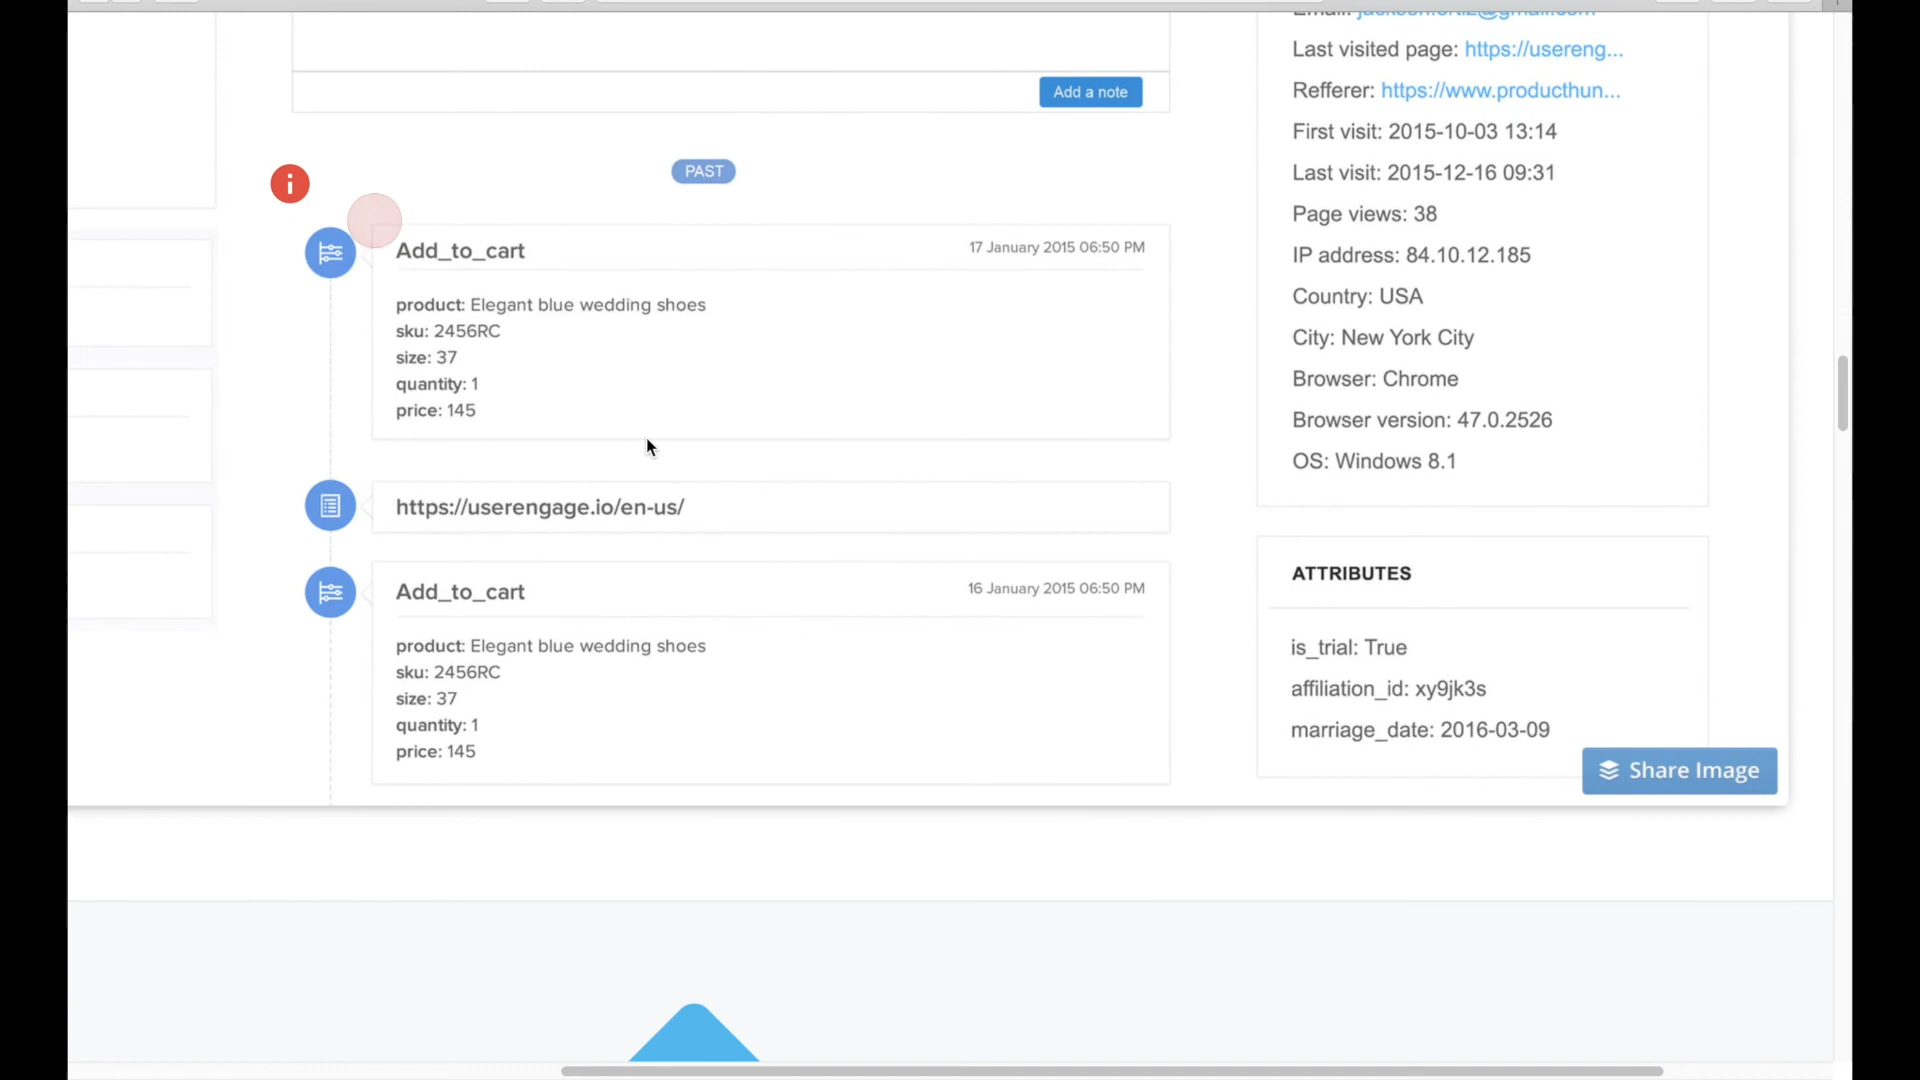 Add a note
PAST
Add_to_cart
17 January 2015 06:50 PM
product: Elegant blue wedding shoes
sku: 2456RC
size: 37
quantity: 1
price: 145
https://userengage.io/en-us/
Add_to_cart
16 January 2015 06:50 PM
product: Elegant blue wedding shoes
sku: 2456RC
size: 37
quantity: 1
price: 145
Last visited page: https://usereng...
Refferer: https://www.producthun...
First visit: 2015-10-03 13:14
Last visit: 2015-12-16 09:31
Page views: 38
IP address: 84.10.12.185
Country: USA
City: New York City
Browser: Chrome
Browser version: 47.0.2526
OS: Windows 8.1
ATTRIBUTES
is_trial: True
affiliation_id: xy9jk3s
marriage_date: 2016-03-09
Share Image